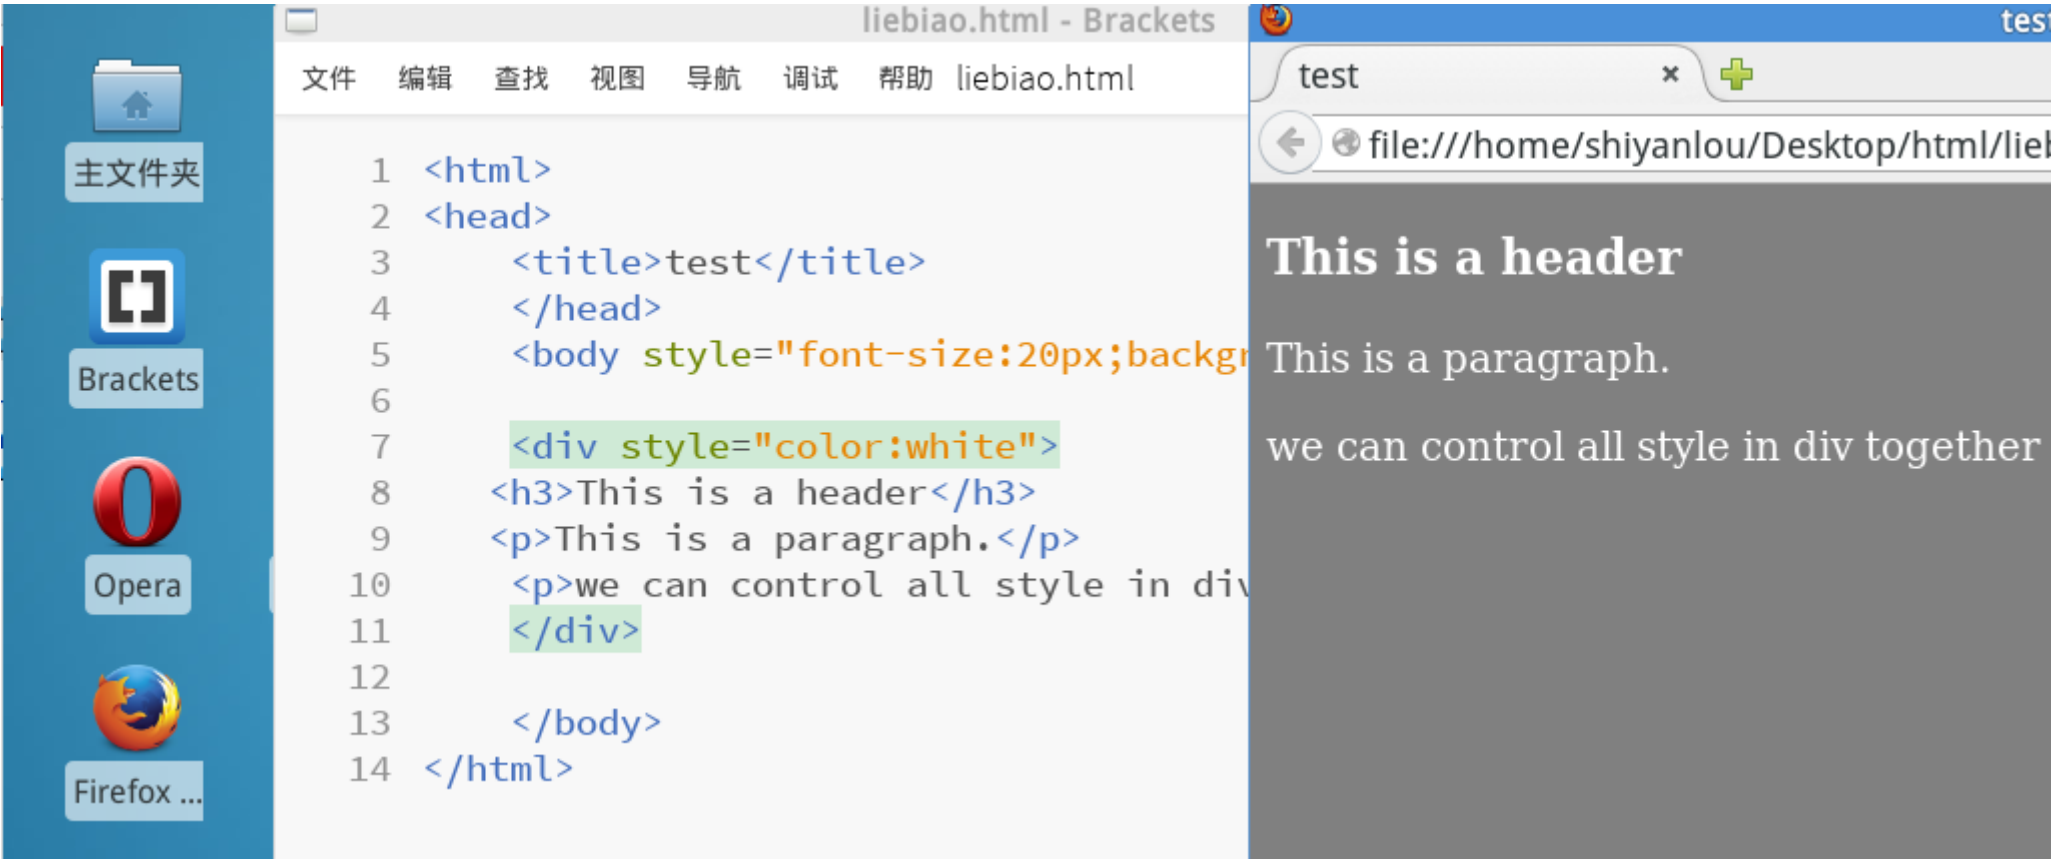 主文件夹
Brackets
Opera
Firefox ...
liebiao.html - Brackets
文件 编辑 查找 视图 导航 调试 帮助 liebiao.html
1 <html>
2 <head>
3 <title>test</title>
4 </head>
5 <body style="font-size:20px;backgr
6
7 <div style="color:white">
8 <h3>This is a header</h3>
9 <p>This is a paragraph.</p>
10 <p>we can control all style in div
11 </div>
12
13 </body>
14 </html>
test
test
file:///home/shiyanlou/Desktop/html/lieb
This is a header
This is a paragraph.
we can control all style in div together